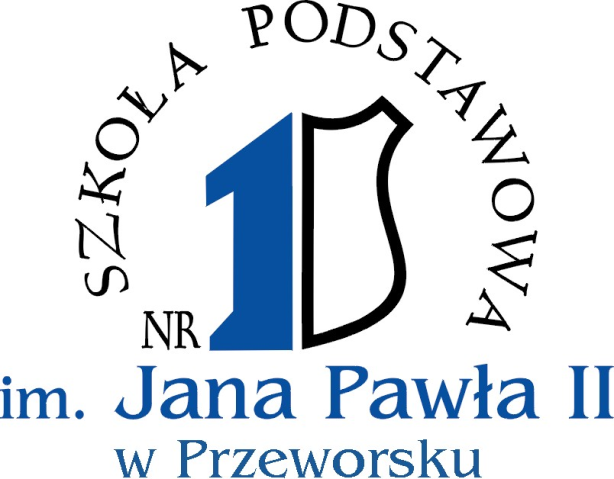 SZKOŁA PODSTAWOWA
NR 1
im. Jana Pawła II
w Przeworsku